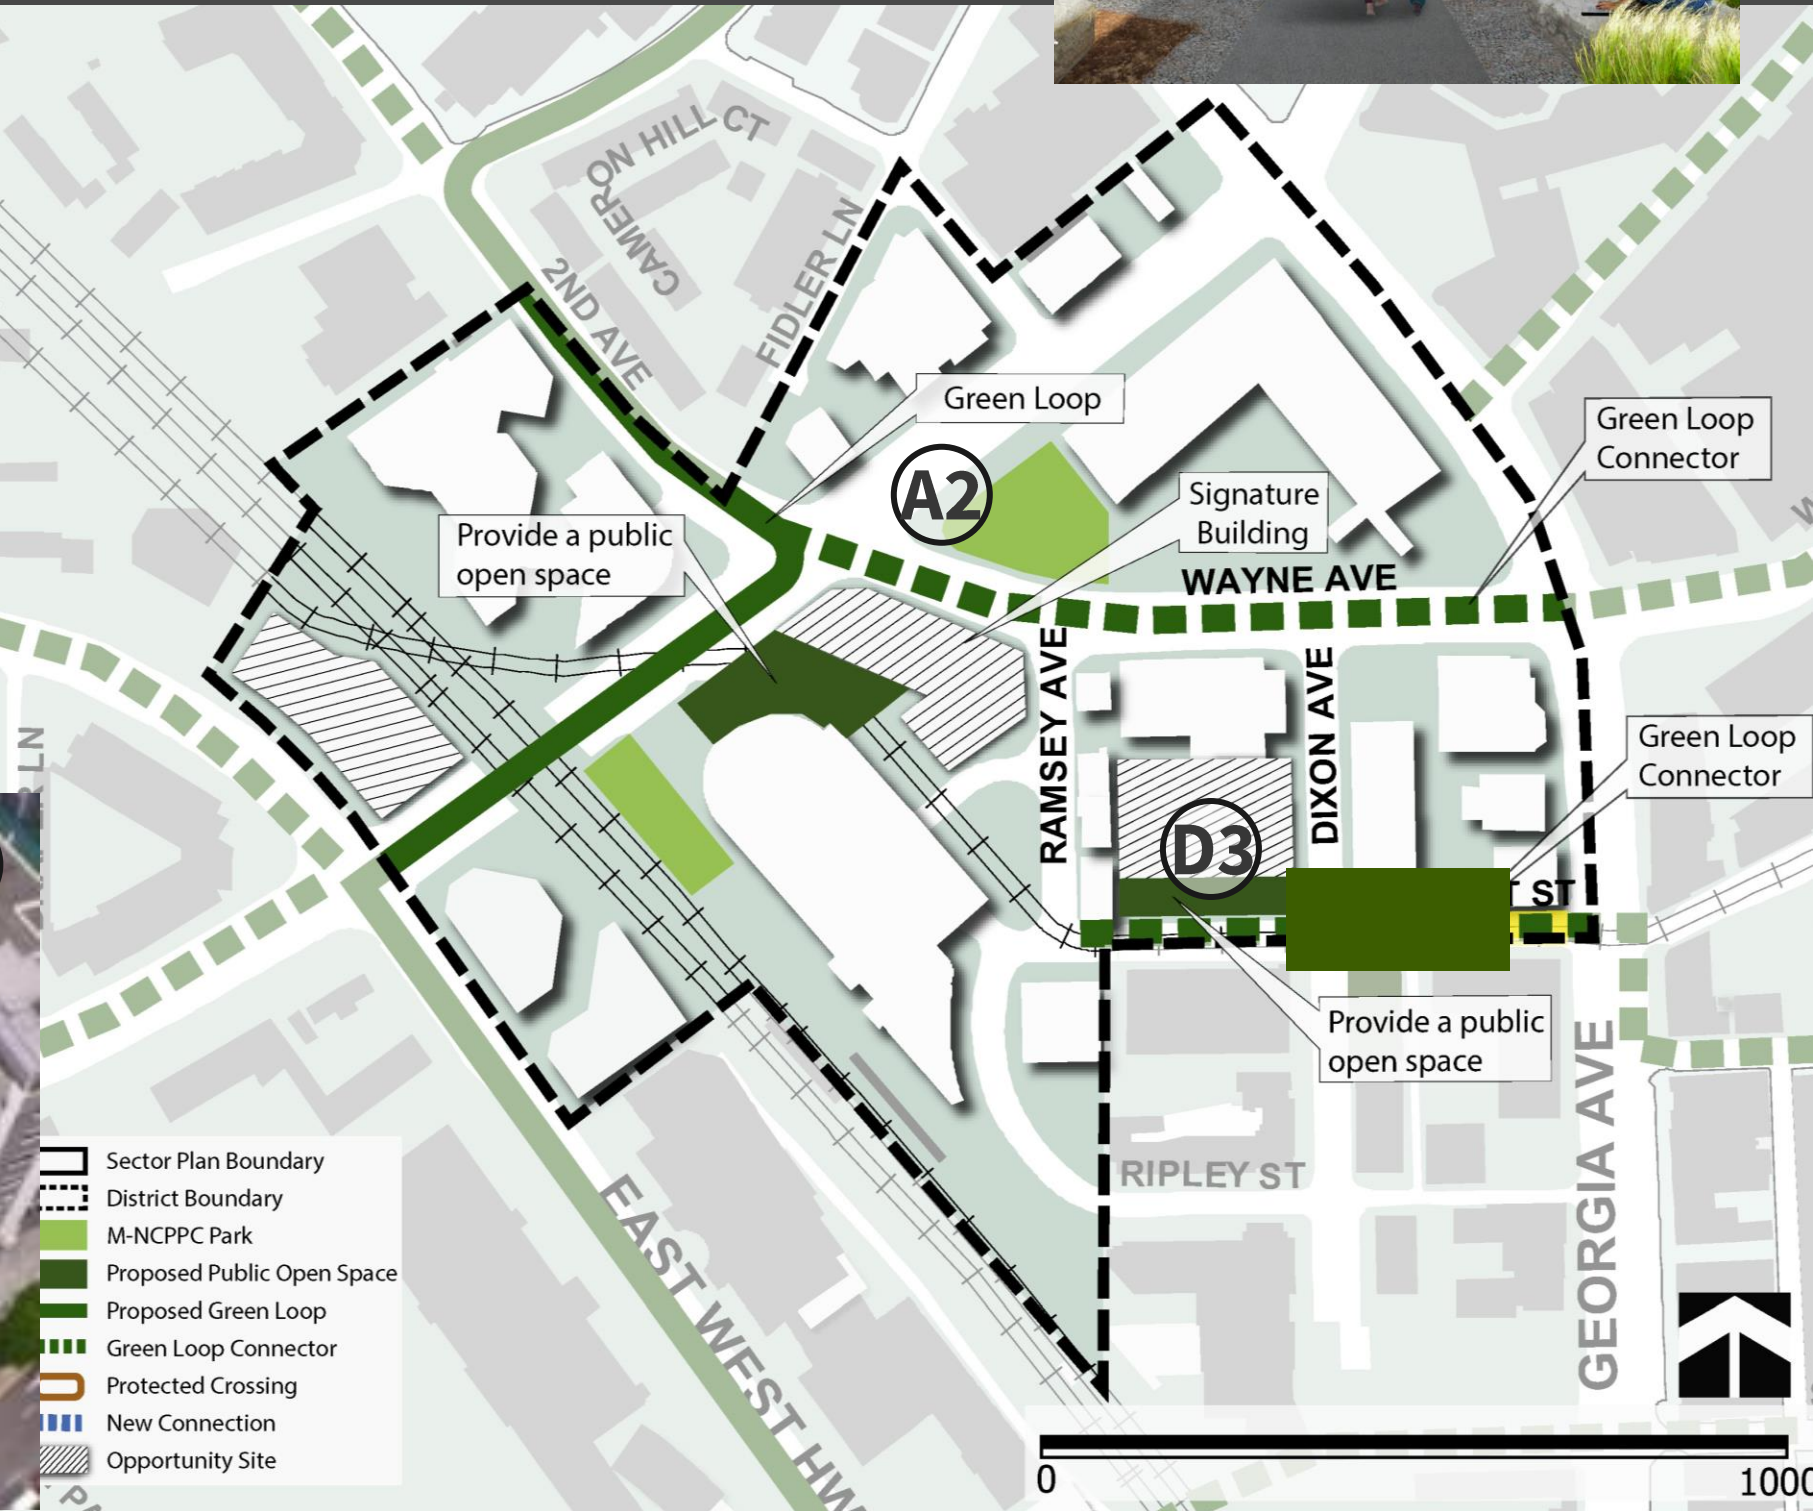 CAMERON HILL CT
2ND AVE
FIDLER LN
Green Loop
A2
Green Loop
Connector
Signature
Building
Provide a public
open space
WAYNE AVE
RAMSEY AVE
DIXON AVE
Green Loop
Connector
D3
T ST
LN
Provide a public
open space
RIPLEY ST
GEORGIA AVE
EAST WEST HW
Sector Plan Boundary
District Boundary
M-NCPPC Park
Proposed Public Open Space
Proposed Green Loop
Green Loop Connector
Protected Crossing
New Connection
Opportunity Site
0
1000